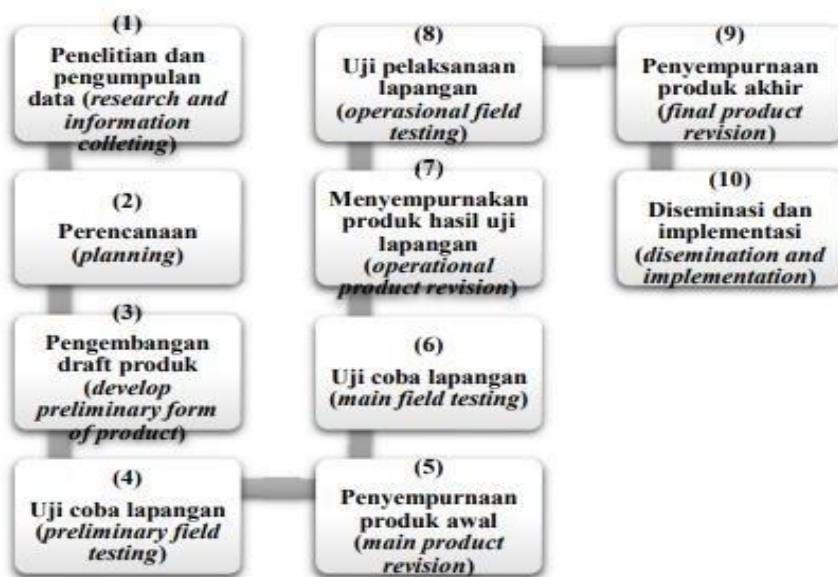 (1)
Penelitian dan
pengumpulan
data (research and
information
colleting)
(2)
Perencanaan
(planning)
(3)
Pengembangan
draft produk
(develop
preliminary form
of product)
(4)
Uji coba lapangan
(preliminary field
testing)
(5)
Penyempurnaan
produk awal
(main product
revision)
(6)
Uji coba lapangan
(main field testing)
(7)
Menyempurnakan
produk hasil uji
lapangan
(operational
product revision)
(8)
Uji pelaksanaan
lapangan
(operasional field
testing)
(9)
Penyempurnaan
produk akhir
(final product
revision)
(10)
Diseminasi dan
implementasi
(disemination and
implementation)